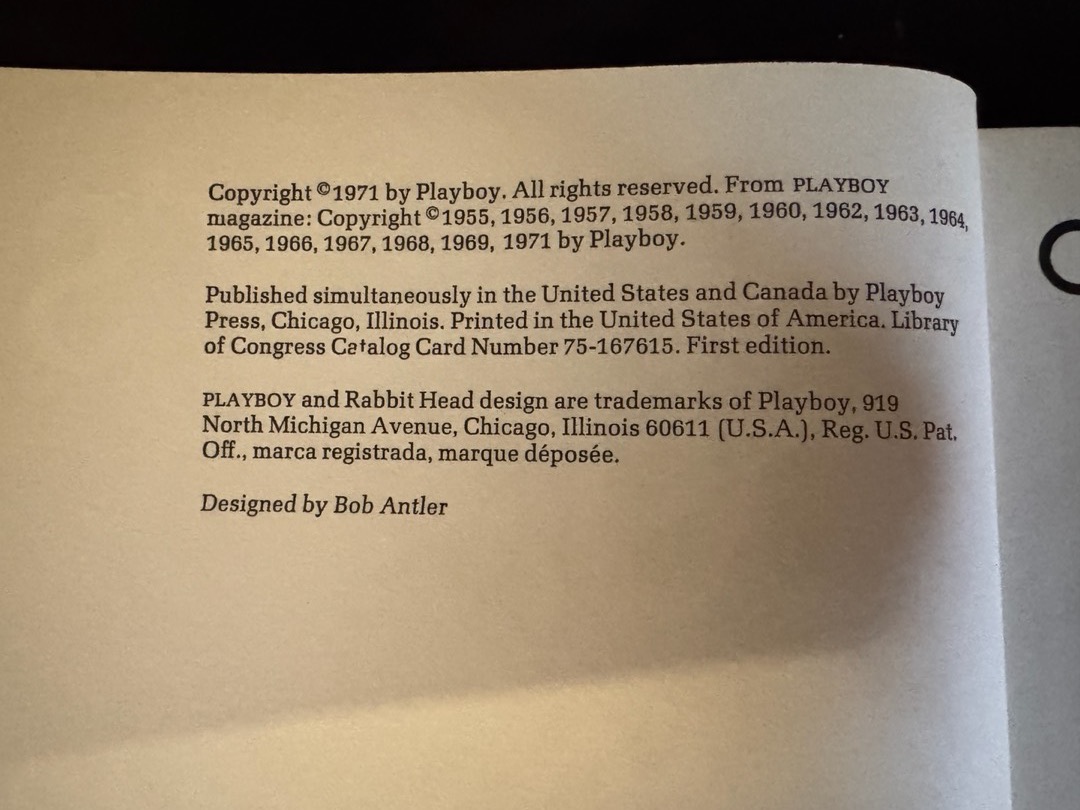 Copyright ©1971 by Playboy. All rights reserved. From PLAYBOY
magazine: Copyright ©1955, 1956, 1957, 1958, 1959, 1960, 1962, 1963, 1964,
1965, 1966, 1967, 1968, 1969, 1971 by Playboy.
Published simultaneously in the United States and Canada by Playboy
Press, Chicago, Illinois. Printed in the United States of America. Library
of Congress Catalog Card Number 75-167615. First edition.
PLAYBOY and Rabbit Head design are trademarks of Playboy, 919
North Michigan Avenue, Chicago, Illinois 60611 (U.S.A.), Reg. U.S. Pat.
Off., marca registrada, marque déposée.
Designed by Bob Antler